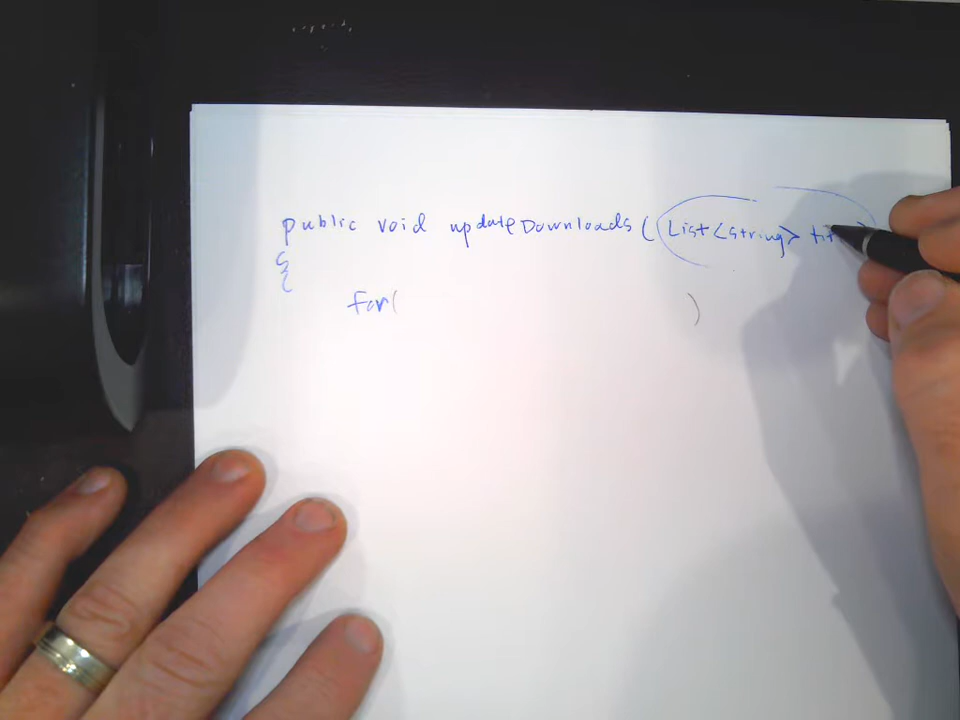 public void updateDownloads (List<string>
{
for( )